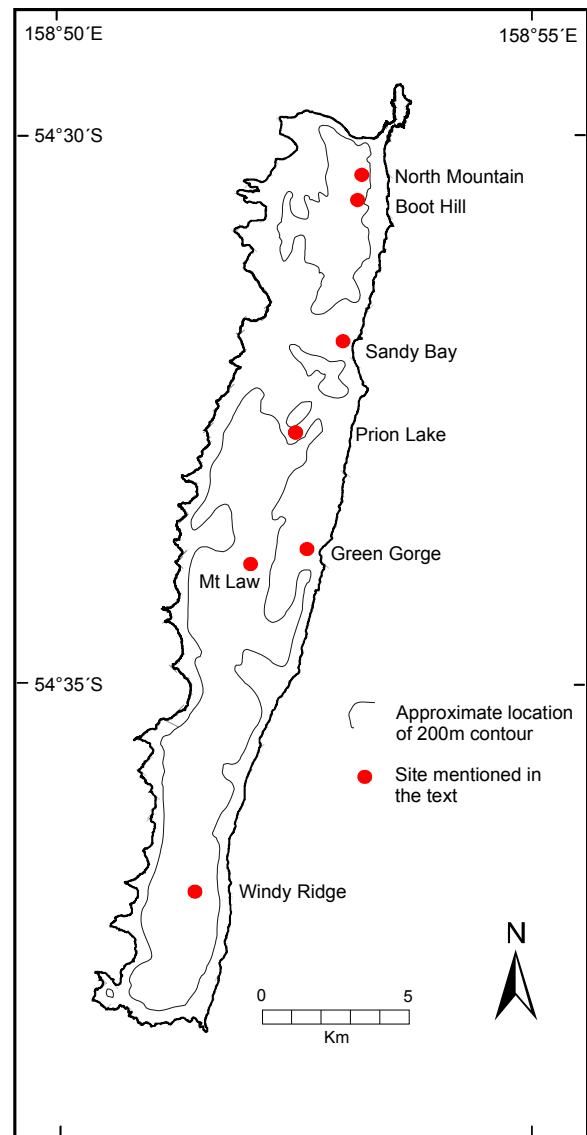 158°50´E
158°55´E
54°30´S
North Mountain
Boot Hill
Sandy Bay
Prion Lake
Green Gorge
Mt Law
54°35´S
Approximate location
of 200m contour
Site mentioned in
the text
Windy Ridge
N
0 5
Km